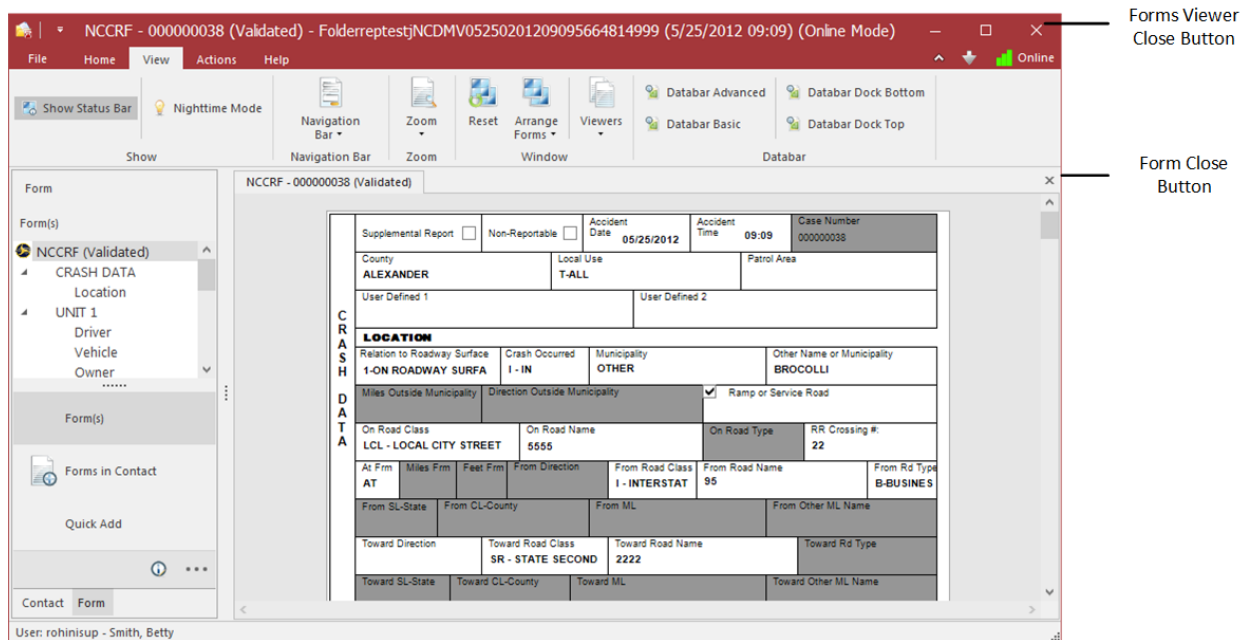 NCCRF - 000000038 (Validated) - FolderreptestjNCDMV05250201209095664814999 (5/25/2012 09:09) (Online Mode)
Forms Viewer
Close Button
File Home View Actions Help Online
Show Status Bar Nighttime Mode
Navigation
Bar
Zoom
Reset
Arrange
Forms
Viewers
Databar Advanced Databar Dock Bottom
Databar Basic Databar Dock Top
Show Navigation Bar Zoom Window Databar
Form Close
Button
Form
Form(s)
NCCRF (Validated)
CRASH DATA
Location
UNIT 1
Driver
Vehicle
Owner
Form(s)
Forms in Contact
Quick Add
Contact Form
NCCRF - 000000038 (Validated)
CRASH DATA
Supplemental Report Non-Reportable
Accident
Date 05/25/2012
Accident
Time 09:09
Case Number
000000038
County Local Use Patrol Area
ALEXANDER T-ALL
User Defined 1 User Defined 2
LOCATION
Relation to Roadway Surface Crash Occurred Municipality Other Name or Municipality
1-ON ROADWAY SURFA I - IN OTHER BROCOLLI
Miles Outside Municipality Direction Outside Municipality Ramp or Service Road
On Road Class On Road Name On Road Type RR Crossing #:
LCL - LOCAL CITY STREET 5555 22
At Frm Miles Frm Feet Frm From Direction From Road Class From Road Name From Rd Type
AT I - INTERSTAT 95 B-BUSINES
From SL-State From CL-County From ML From Other ML Name
Toward Direction Toward Road Class Toward Road Name Toward Rd Type
SR - STATE SECOND 2222
Toward SL-State Toward CL-County Toward ML Toward Other ML Name
User: rohinisup - Smith, Betty